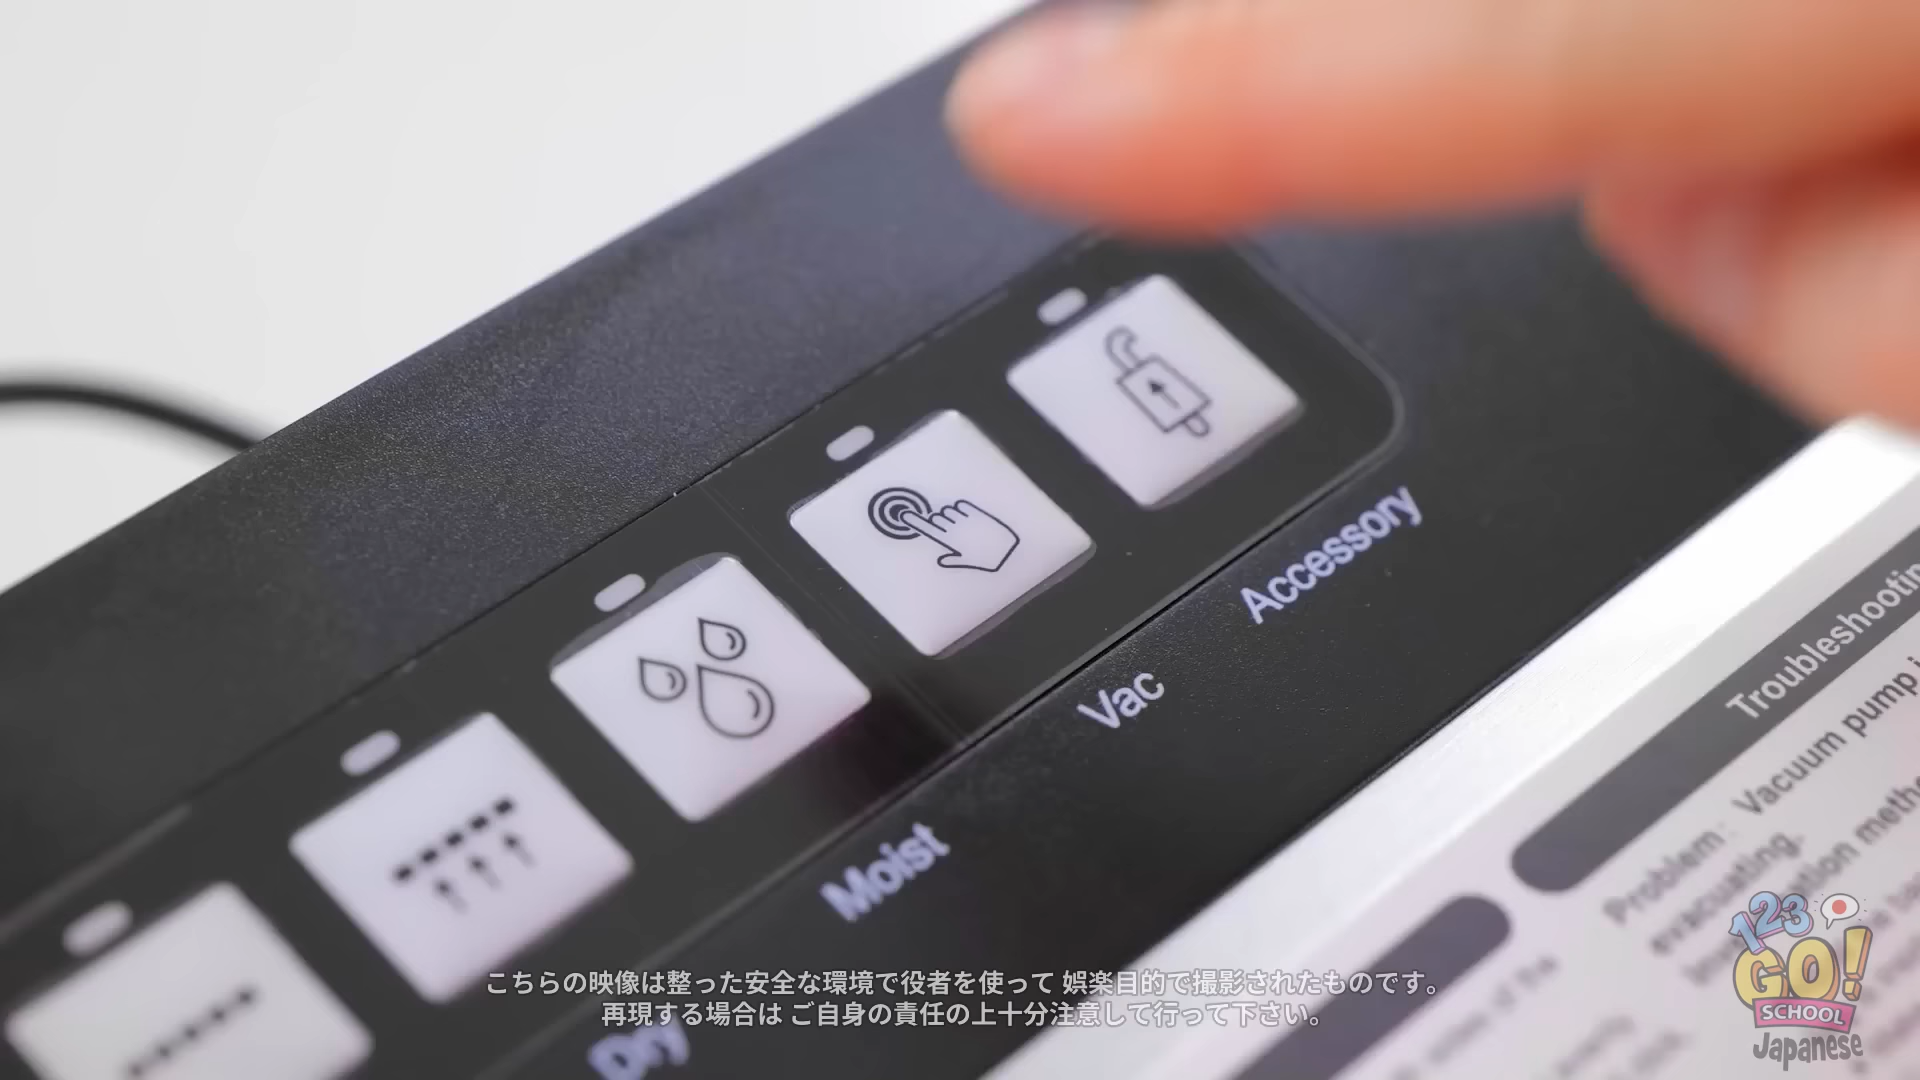 Accessory
Vac
Moist
Dry
Troubleshooting
Problem: Vacuum pump
evacuating.
こちらの映像は整った安全な環境で役者を使って 娯楽目的で撮影されたものです。
再現する場合は ご自身の責任の上十分注意して行って下さい。
123
GO!
SCHOOL
Japanese